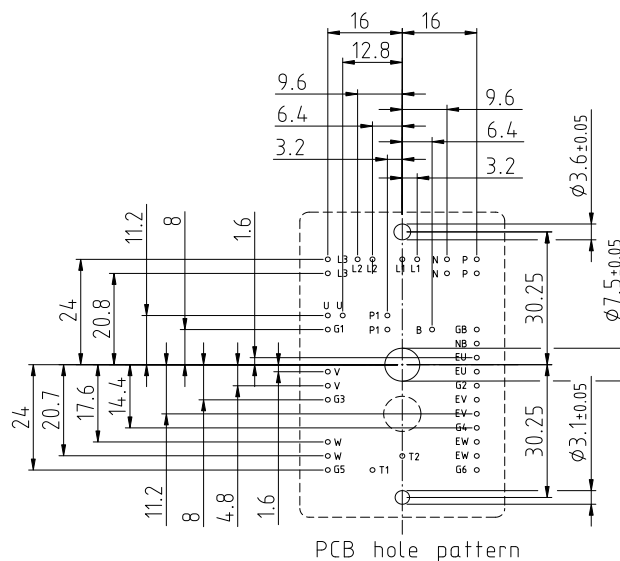 16 16
12.8
9.6 9.6
6.4 6.4
3.2 3.2
Ø3.6±0.05
Ø7.5±0.05
11.2 8 1.6
24 20.8
30.25
L3 L2 L2 L1 L1 N P
L3 N P
U U P1
G1 P1 B GB
NB
EU
V EU
V G2
G3 EV
EV
G4
W EW
W T2 EW
G5 T1 G6
24 20.7 17.6 14.4
11.2 8 4.8 1.6
30.25
Ø3.1±0.05
PCB hole pattern